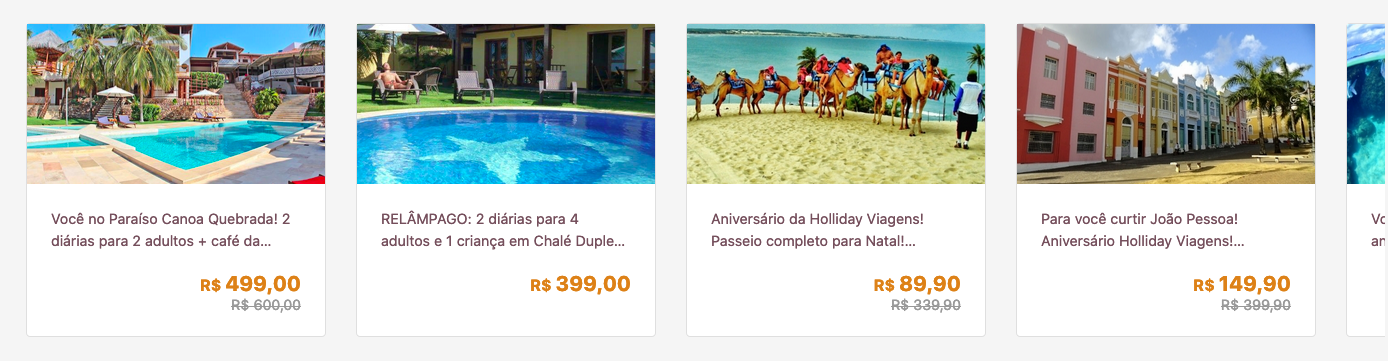 Você no Paraíso Canoa Quebrada! 2
diárias para 2 adultos + café da...
R$ 499,00
R$ 600,00
RELÂMPAGO: 2 diárias para 4
adultos e 1 criança em Chalé Duple...
R$ 399,00
Aniversário da Holliday Viagens!
Passeio completo para Natal!...
R$ 89,90
R$ 339,90
Para você curtir João Pessoa!
Aniversário Holliday Viagens!...
R$ 149,90
R$ 399,90